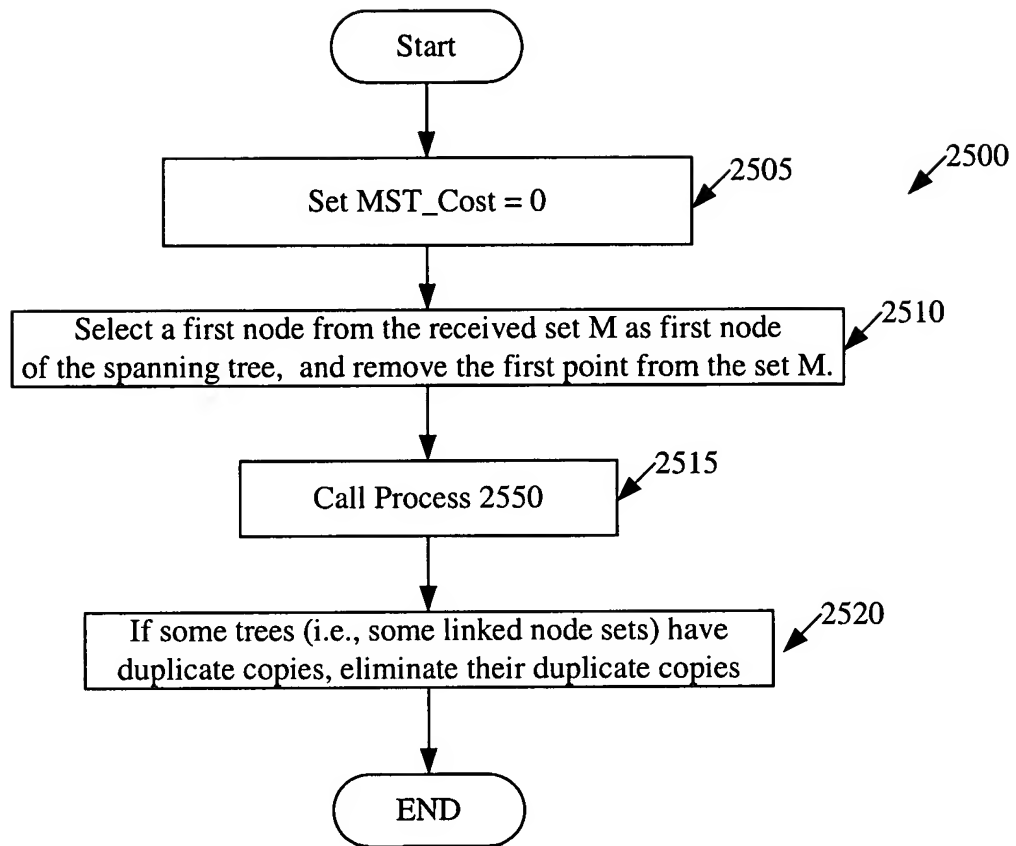 Start
2500
2505
Set MST_Cost = 0
2510
Select a first node from the received set M as first node
of the spanning tree, and remove the first point from the set M.
2515
Call Process 2550
2520
If some trees (i.e., some linked node sets) have
duplicate copies, eliminate their duplicate copies
END